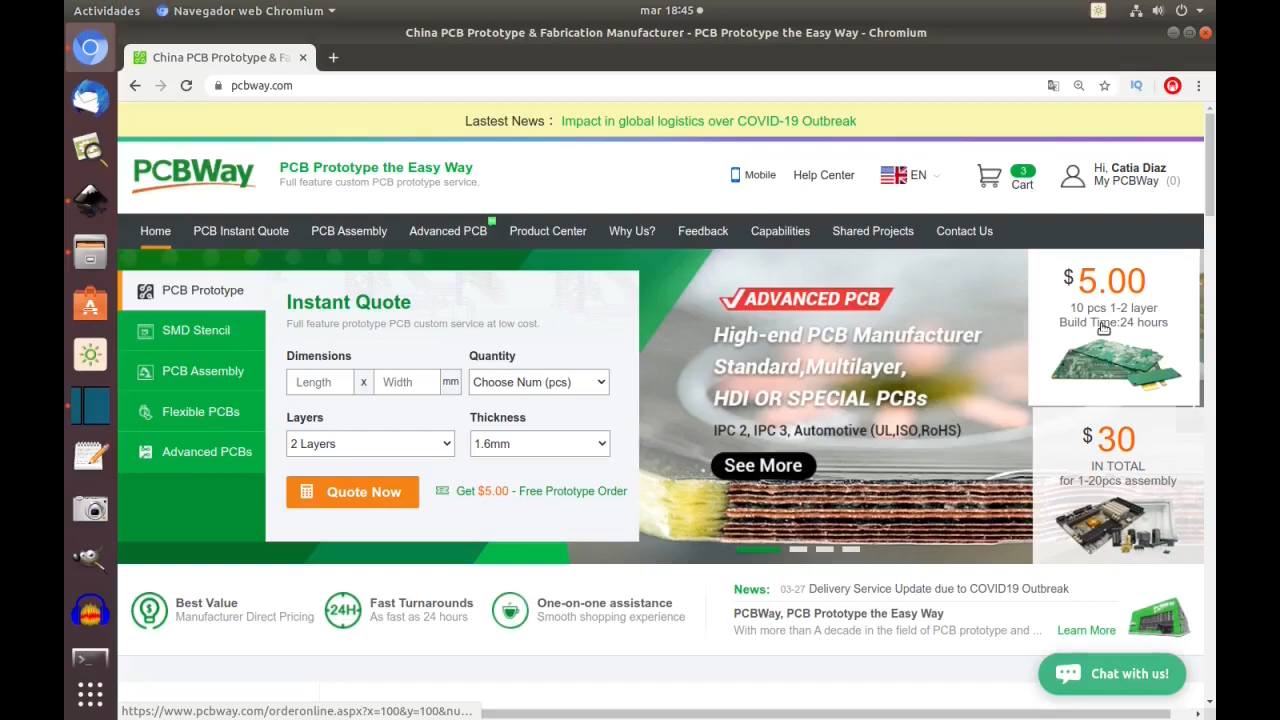 Actividades
Navegador web Chromium
mar 18:45
China PCB Prototype & Fabrication Manufacturer - PCB Prototype the Easy Way - Chromium
China PCB Prototype & Fa
pcbway.com
Lastest News : Impact in global logistics over COVID-19 Outbreak
PCBWay
PCB Prototype the Easy Way
Full feature custom PCB prototype service.
Mobile
Help Center
EN
3
Cart
Hi, Catia Diaz
My PCBWay (0)
Home
PCB Instant Quote
PCB Assembly
Advanced PCB
Product Center
Why Us?
Feedback
Capabilities
Shared Projects
Contact Us
PCB Prototype
SMD Stencil
PCB Assembly
Flexible PCBs
Advanced PCBs
Instant Quote
Full feature prototype PCB custom service at low cost.
Dimensions
Quantity
Length x Width mm
Choose Num (pcs)
Layers
Thickness
2 Layers
1.6mm
Quote Now
Get $5.00 - Free Prototype Order
ADVANCED PCB
High-end PCB Manufacturer
Standard,Multilayer,
HDI OR SPECIAL PCBs
IPC 2, IPC 3, Automotive (UL,ISO,RoHS)
See More
$ 5.00
10 pcs 1-2 layer
Build Time:24 hours
$ 30
IN TOTAL
for 1-20pcs assembly
Best Value
Manufacturer Direct Pricing
24H
Fast Turnarounds
As fast as 24 hours
One-on-one assistance
Smooth shopping experience
News: 03-27 Delivery Service Update due to COVID19 Outbreak
PCBWay, PCB Prototype the Easy Way
With more than A decade in the field of PCB prototype and ...
Learn More
Chat with us!
https://www.pcbway.com/orderonline.aspx?x=100&y=100&nu...